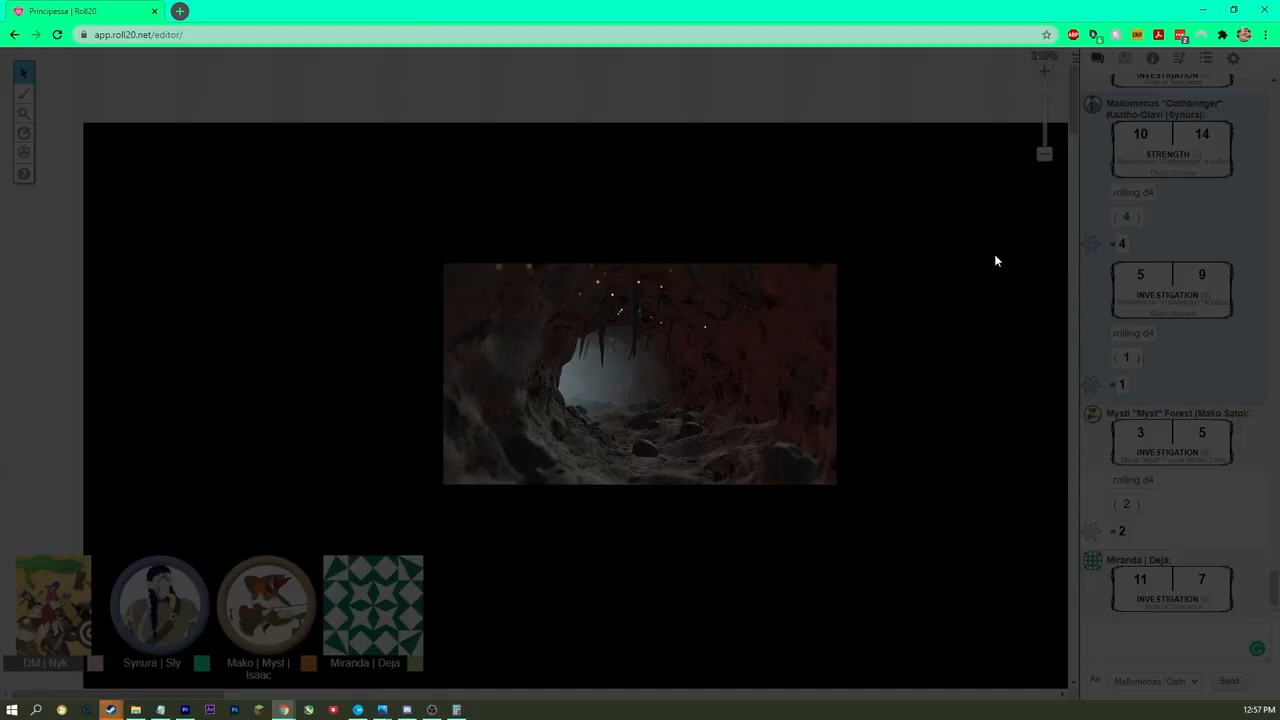 Principessa | Roll20
app.roll20.net/editor/
INVESTIGATION
Mallomonas "Oathbringer"
Kaatho-Olavi (Synura):
10 14
STRENGTH (3)
rolling d4
( 4 )
= 4
5 9
INVESTIGATION
rolling d4
( 1 )
= 1
Mysti "Myst" Forest (Mako Sato):
3 5
INVESTIGATION
rolling d4
( 2 )
= 2
Miranda | Deja:
11 7
INVESTIGATION
DM | Nyk
Synura | Sly
Mako | Myst |
Isaac
Miranda | Deja
As
Mallomonas "Oath
Send
12:57 PM